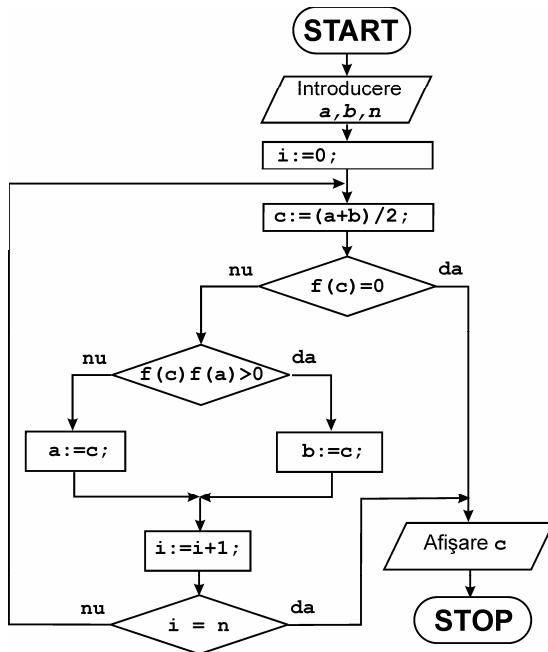 START
Introducere
a,b,n
i:=0;
c:=(a+b)/2;
nu
da
f(c)=0
nu
da
f(c)f(a)>0
a:=c;
b:=c;
i:=i+1;
Afişare c
nu
da
i = n
STOP